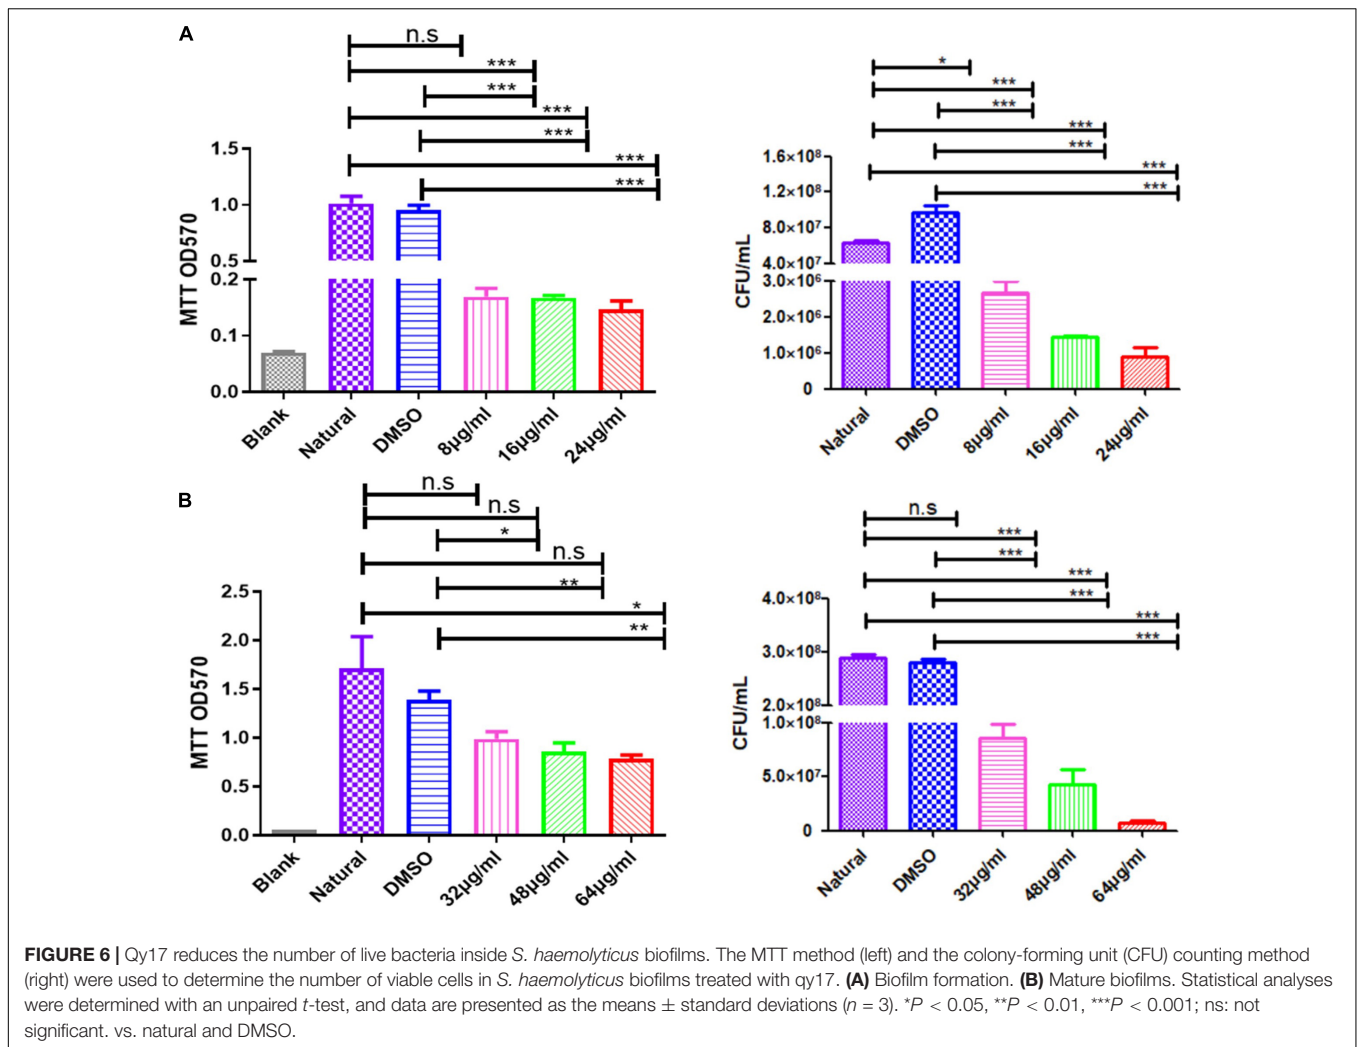 A
n.s
***
***
***
***
***
***
MTT OD570
1.5
1.0
0.5
0.2
0.1
0.0
Blank
Natural
DMSO
8µg/ml
16µg/ml
24µg/ml
*
***
***
***
***
***
***
CFU/mL
1.6×10⁸
1.2×10⁸
8.0×10⁷
4.0×10⁷
3.0×10⁶
2.0×10⁶
1.0×10⁶
0
Natural
DMSO
8µg/ml
16µg/ml
24µg/ml
B
n.s
n.s
*
n.s
**
*
**
MTT OD570
2.5
2.0
1.5
1.0
0.5
0.0
Blank
Natural
DMSO
32µg/ml
48µg/ml
64µg/ml
n.s
***
***
***
***
***
***
CFU/mL
4.0×10⁸
3.0×10⁸
2.0×10⁸
1.0×10⁸
5.0×10⁷
0
Natural
DMSO
32µg/ml
48µg/ml
64µg/ml
FIGURE 6 | Qy17 reduces the number of live bacteria inside S. haemolyticus biofilms. The MTT method (left) and the colony-forming unit (CFU) counting method
(right) were used to determine the number of viable cells in S. haemolyticus biofilms treated with qy17. (A) Biofilm formation. (B) Mature biofilms. Statistical analyses
were determined with an unpaired t-test, and data are presented as the means ± standard deviations (n = 3). *P < 0.05, **P < 0.01, ***P < 0.001; ns: not
significant. vs. natural and DMSO.